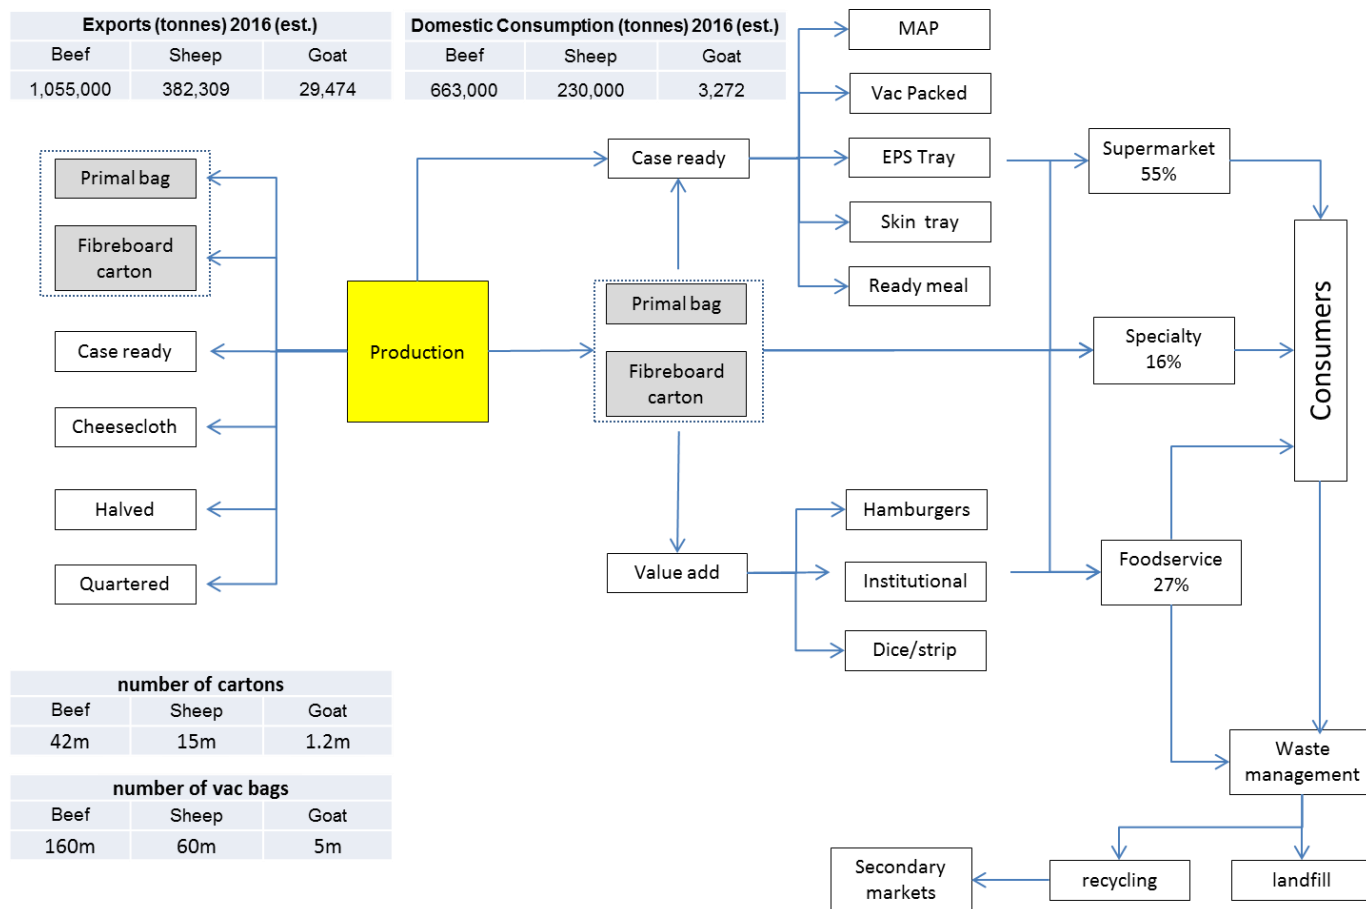 Exports (tonnes) 2016 (est.)
Beef Sheep Goat
1,055,000 382,309 29,474
Domestic Consumption (tonnes) 2016 (est.)
Beef Sheep Goat
663,000 230,000 3,272
MAP
Vac Packed
EPS Tray
Skin tray
Ready meal
Case ready
Supermarket
55%
Primal bag
Fibreboard
carton
Case ready
Cheesecloth
Halved
Quartered
Production
Primal bag
Fibreboard
carton
Specialty
16%
Consumers
Value add
Hamburgers
Institutional
Dice/strip
Foodservice
27%
number of cartons
Beef Sheep Goat
42m 15m 1.2m
number of vac bags
Beef Sheep Goat
160m 60m 5m
Waste
management
Secondary
markets
recycling
landfill